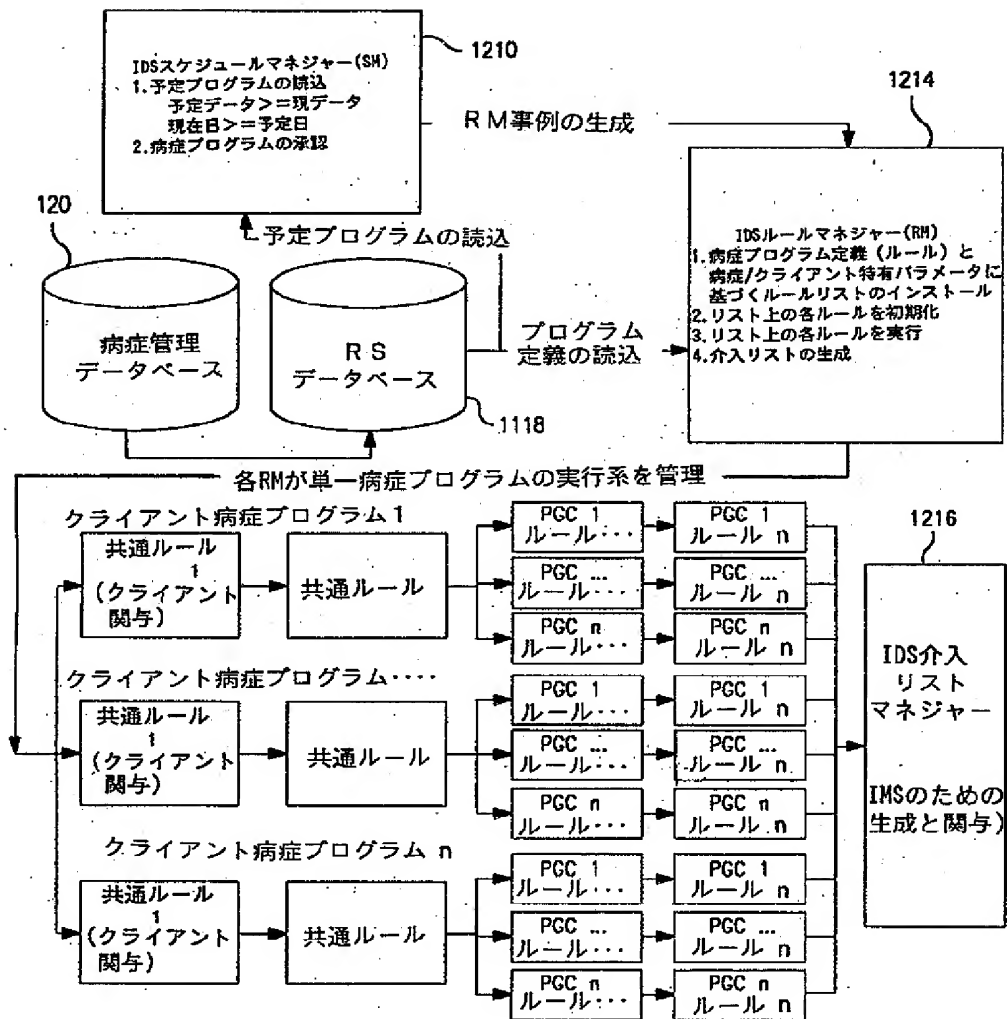 1210
IDSスケジュールマネジャー(SM)
1.予定プログラムの読込
予定データ>=現データ
現在日>=予定日
2.病症プログラムの承認
RM事例の生成
1214
120
予定プログラムの読込
病症管理
データベース
RS
データベース
1118
プログラム
定義の読込
IDSルールマネジャー(RM)
1.病症プログラム定義(ルール)と
病症/クライアント特有パラメータに
基づくルールリストのインストール
2.リスト上の各ルールを初期化
3.リスト上の各ルールを実行
4.介入リストの生成
各RMが単一病症プログラムの実行系を管理
クライアント病症プログラム1
共通ルール
1
(クライアント
関与)
共通ルール
PGC 1
ルール···
PGC 1
ルール n
PGC ...
ルール···
PGC ...
ルール n
PGC n
ルール···
PGC n
ルール n
クライアント病症プログラム····
共通ルール
1
(クライアント
関与)
共通ルール
PGC 1
ルール···
PGC 1
ルール n
PGC ...
ルール···
PGC ...
ルール n
PGC n
ルール···
PGC n
ルール n
クライアント病症プログラム n
共通ルール
1
(クライアント
関与)
共通ルール
PGC 1
ルール···
PGC 1
ルール n
PGC ...
ルール···
PGC ...
ルール n
PGC n
ルール···
PGC n
ルール n
1216
IDS介入
リスト
マネジャー
IMSのための
生成と関与)